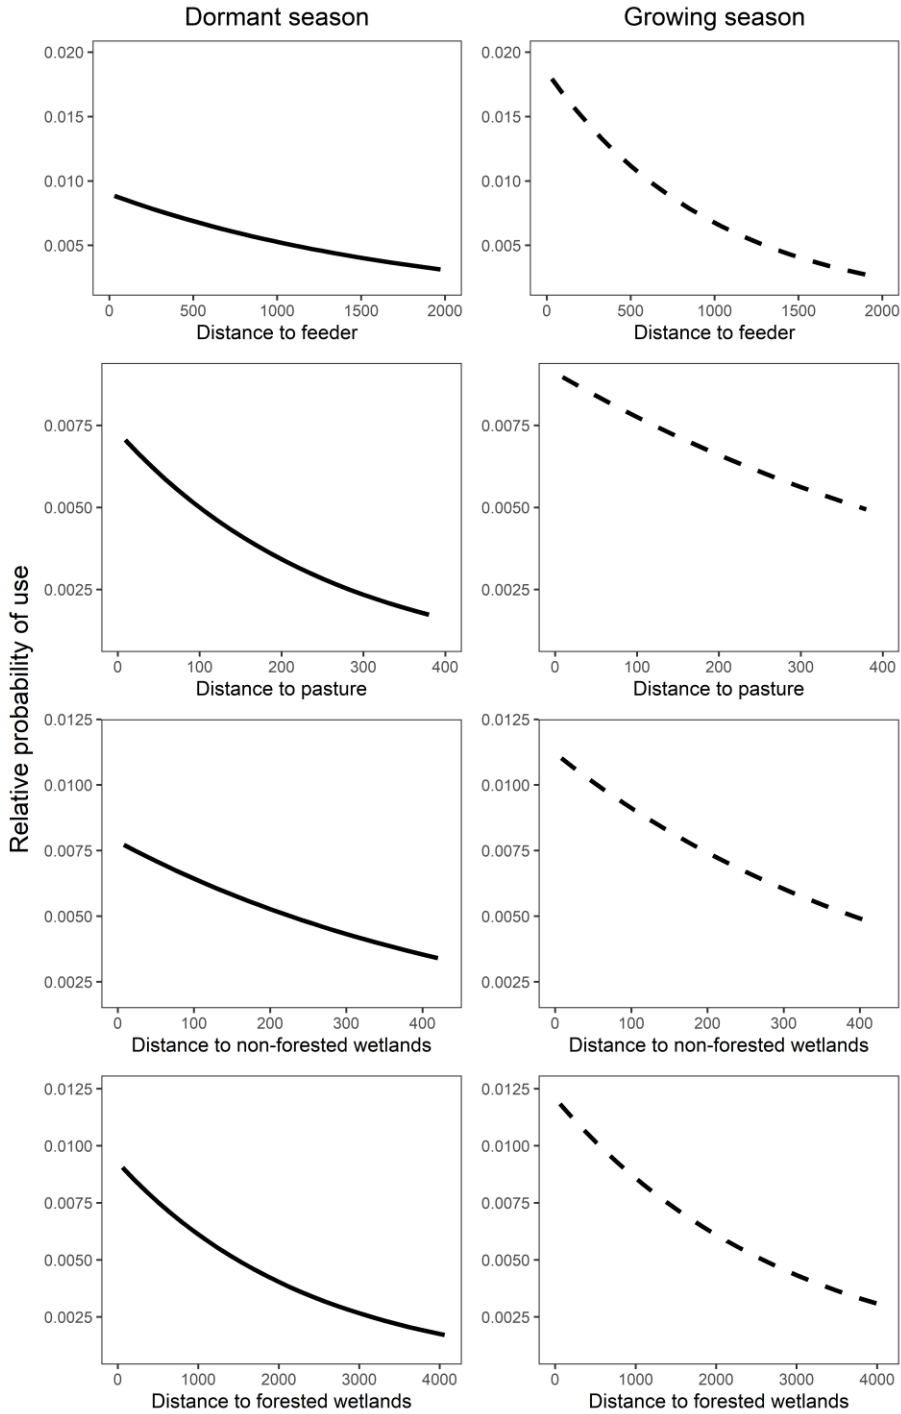 Dormant season
Growing season
Relative probability of use
0.020
0.015
0.010
0.005
0 500 1000 1500 2000
Distance to feeder
0.020
0.015
0.010
0.005
0 500 1000 1500 2000
Distance to feeder
0.0075
0.0050
0.0025
0 100 200 300 400
Distance to pasture
0.0075
0.0050
0.0025
0 100 200 300 400
Distance to pasture
0.0125
0.0100
0.0075
0.0050
0.0025
0 100 200 300 400
Distance to non-forested wetlands
0.0125
0.0100
0.0075
0.0050
0.0025
0 100 200 300 400
Distance to non-forested wetlands
0.0125
0.0100
0.0075
0.0050
0.0025
0 1000 2000 3000 4000
Distance to forested wetlands
0.0125
0.0100
0.0075
0.0050
0.0025
0 1000 2000 3000 4000
Distance to forested wetlands